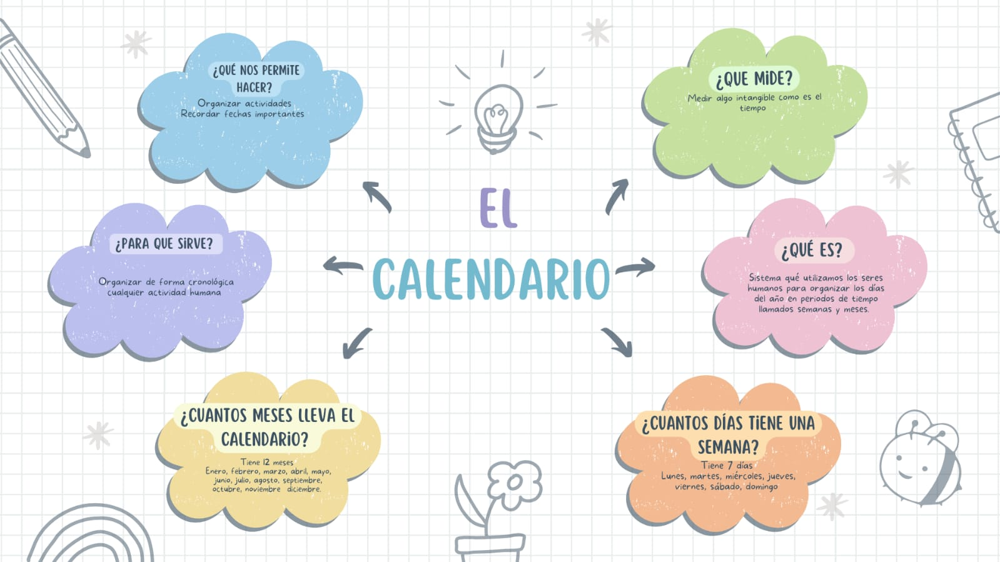 ¿QUÉ NOS PERMITE
HACER?
Organizar actividades
Recordar fechas importantes
¿QUE MIDE?
Medir algo intangible como es el
tiempo
EL
CALENDARIO
¿PARA QUE SIRVE?
Organizar de forma cronológica
cualquier actividad humana
¿QUÉ ES?
Sistema qué utilizamos los seres
humanos para organizar los días
del año en periodos de tiempo
llamados semanas y meses.
¿CUANTOS MESES LLEVA EL
CALENDARIO?
Tiene 12 meses
Enero, febrero, marzo, abril, mayo,
junio, julio, agosto, septiembre,
octubre, noviembre diciembre.
¿CUANTOS DÍAS TIENE UNA
SEMANA?
Tiene 7 días
Lunes, martes, miércoles, jueves,
viernes, sábado, domingo